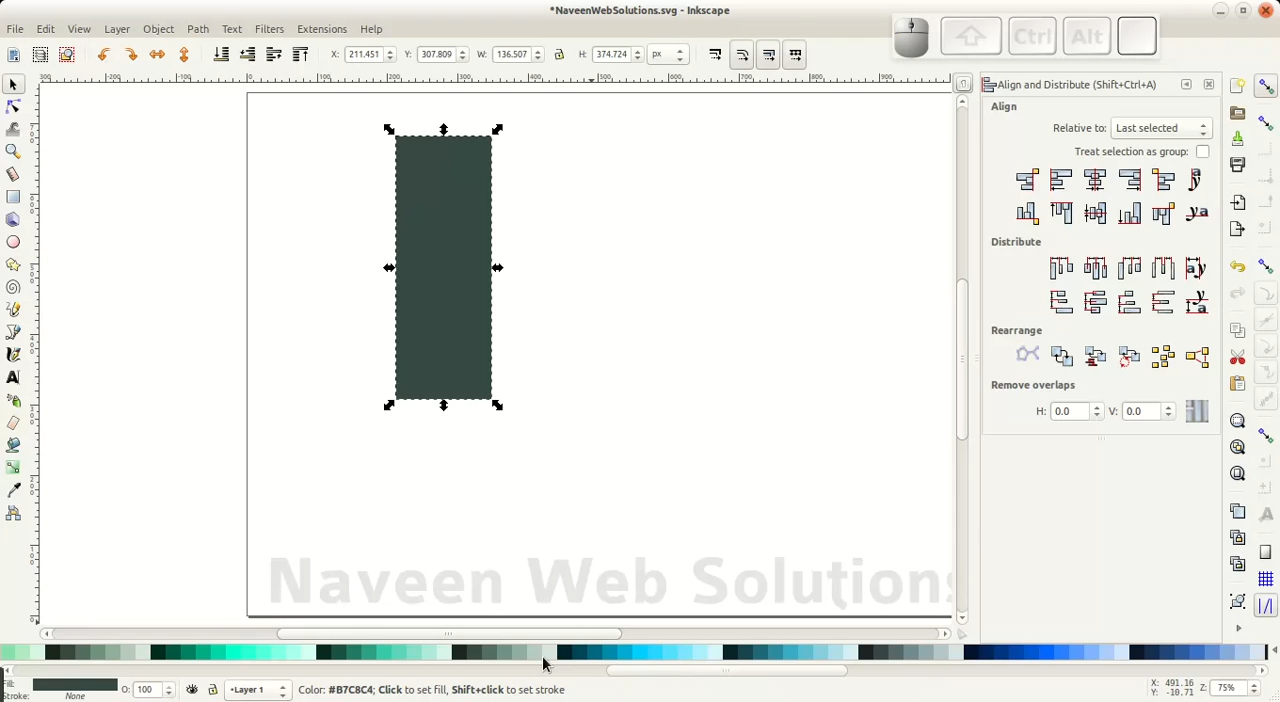 *NaveenWebSolutions.svg - Inkscape
File Edit View Layer Object Path Text Filters Extensions Help
Ctrl Alt
X: 211.451 Y: 307.809 W: 136.507 H: 374.724 px
Align and Distribute (Shift+Ctrl+A)
Align
Relative to: Last selected
Treat selection as group:
Distribute
Rearrange
Remove overlaps
H: 0.0 V: 0.0
Naveen Web Solutions
Fill:
Stroke: None
O: 100
•Layer 1
Color: #B7C8C4; Click to set fill, Shift+click to set stroke
X: 491.16
Y: -10.71
Z: 75%